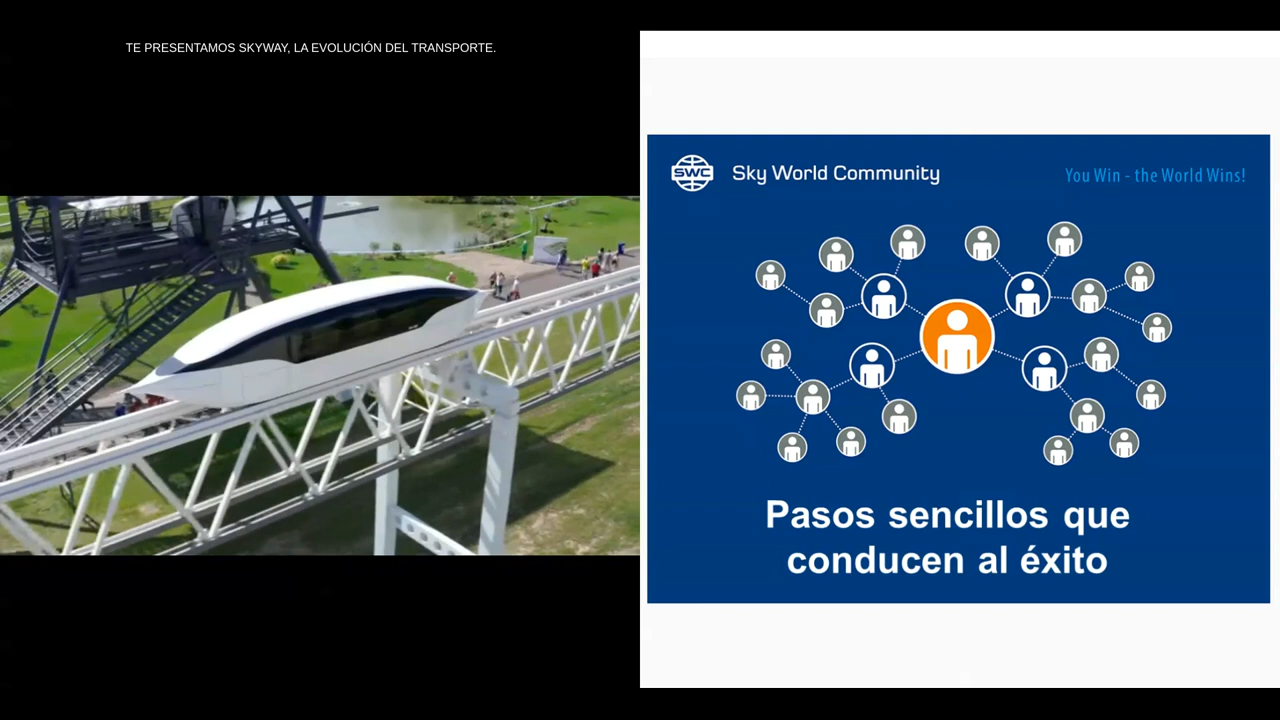 TE PRESENTAMOS SKYWAY, LA EVOLUCIÓN DEL TRANSPORTE.
SWC
Sky World Community
You Win - the World Wins!
Pasos sencillos que
conducen al éxito